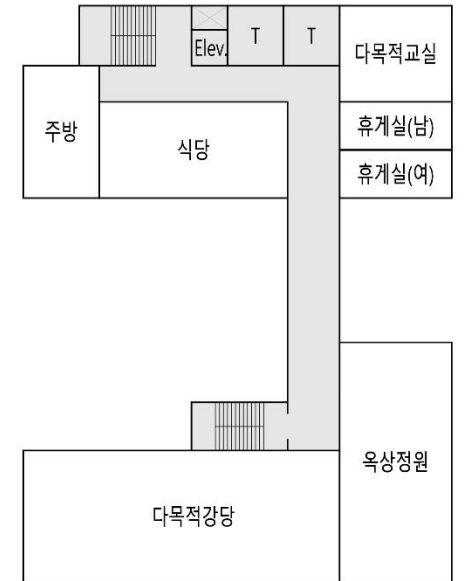 Elev.
T
T
다목적교실
주방
식당
휴게실(남)
휴게실(여)
옥상정원
다목적강당